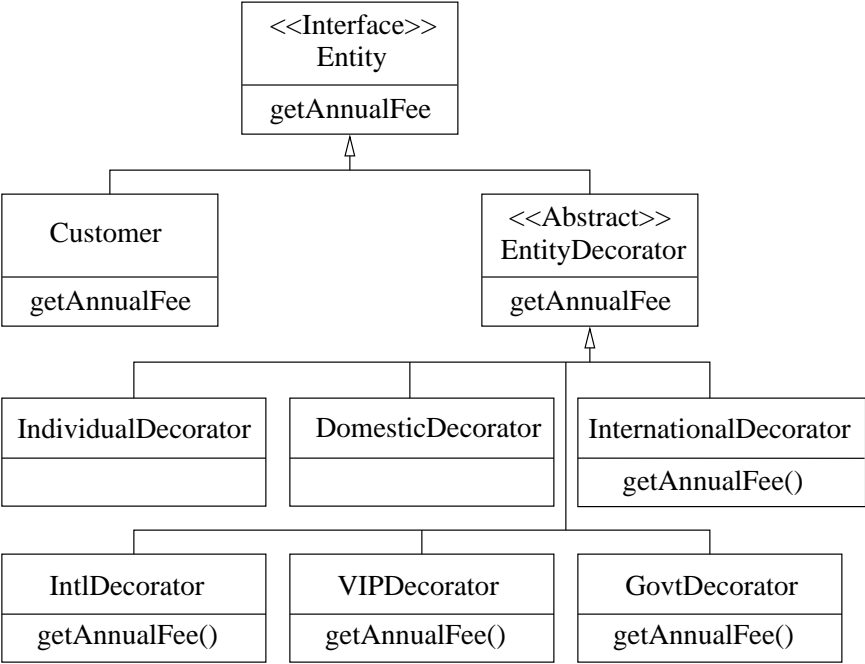 <<Interface>>
Entity
getAnnualFee
Customer
getAnnualFee
<<Abstract>>
EntityDecorator
getAnnualFee
IndividualDecorator
DomesticDecorator
InternationalDecorator
getAnnualFee()
IntlDecorator
getAnnualFee()
VIPDecorator
getAnnualFee()
GovtDecorator
getAnnualFee()